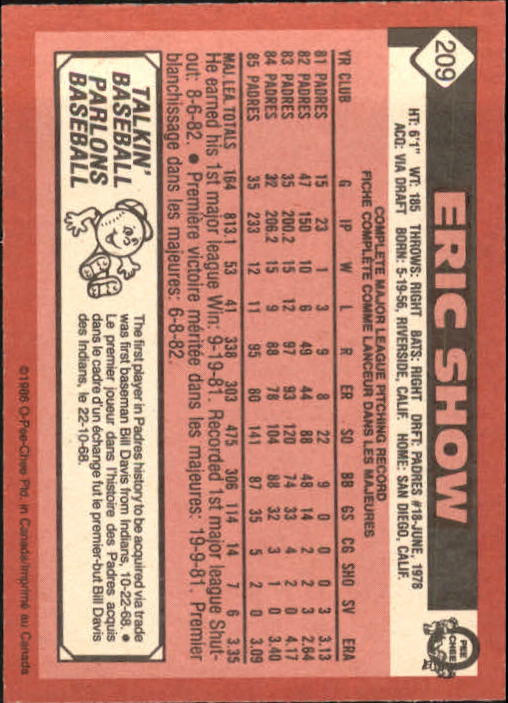 209
ERIC SHOW
O PEE CHEE
HT: 6'1" WT: 185 THROWS: RIGHT BATS: RIGHT DRFT: PADRES #18-JUNE, 1978
ACQ: VIA DRAFT BORN: 5-19-56, RIVERSIDE, CALIF. HOME: SAN DIEGO, CALIF.
COMPLETE MAJOR LEAGUE PITCHING RECORD
FICHE COMPLÈTE COMME LANCEUR DANS LES MAJEURES
YR CLUB G IP W L R ER SO BB GS CG SHO SV ERA
81 PADRES 15 23 1 3 9 8 22 9 0 0 0 3 3.13
82 PADRES 47 150 10 6 49 44 88 48 14 2 2 3 2.64
83 PADRES 35 200.2 15 12 97 93 120 74 33 4 2 0 4.17
84 PADRES 32 206.2 15 9 88 78 104 88 32 3 1 0 3.40
85 PADRES 35 233 12 11 95 80 141 87 35 5 2 0 3.09
MAJ. LEA. TOTALS 164 813.1 53 41 338 303 475 306 114 14 7 6 3.35
He earned his 1st major league Win: 9-19-81. Recorded 1st major league Shut-
out: 8-6-82. ● Première victoire méritée dans les majeures: 19-9-81. Premier
blanchissage dans les majeures: 6-8-82.
TALKIN'
BASEBALL
PARLONS
BASEBALL
The first player in Padres history to be acquired via trade
was first baseman Bill Davis from Indians, 10-22-68. ●
Le premier joueur dans l'histoire des Padres acquis
dans le cadre d'un échange fut le premier-but Bill Davis
des Indians, le 22-10-68.
©1986 O-Pee-Chee Ptd. in Canada/Imprimé au Canada